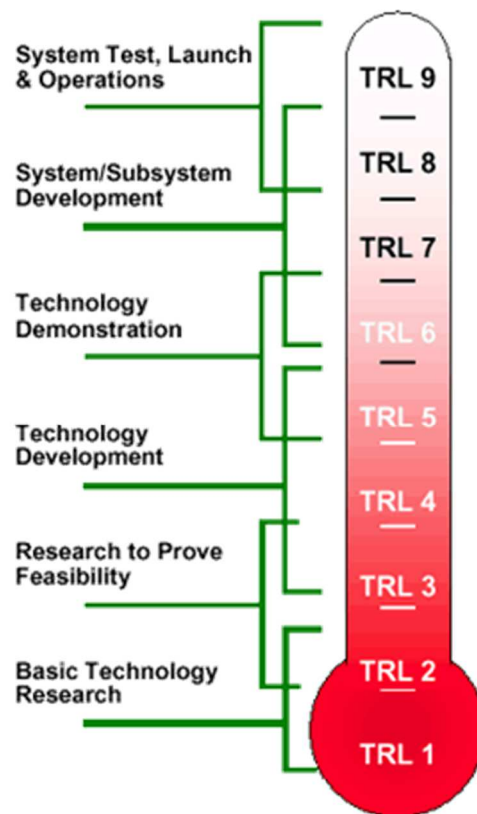 System Test, Launch
& Operations
System/Subsystem
Development
Technology
Demonstration
Technology
Development
Research to Prove
Feasibility
Basic Technology
Research
TRL 9
TRL 8
TRL 7
TRL 6
TRL 5
TRL 4
TRL 3
TRL 2
TRL 1